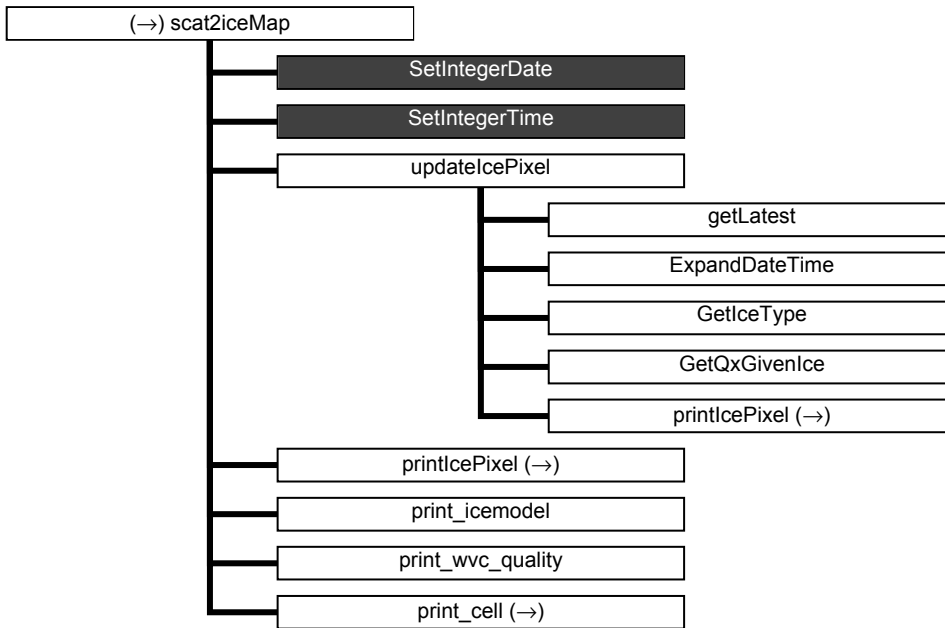 (→) scat2iceMap
SetIntegerDate
SetIntegerTime
updateIcePixel
getLatest
ExpandDateTime
GetIceType
GetQxGivenIce
printIcePixel (→)
printIcePixel (→)
print_icemodel
print_wvc_quality
print_cell (→)